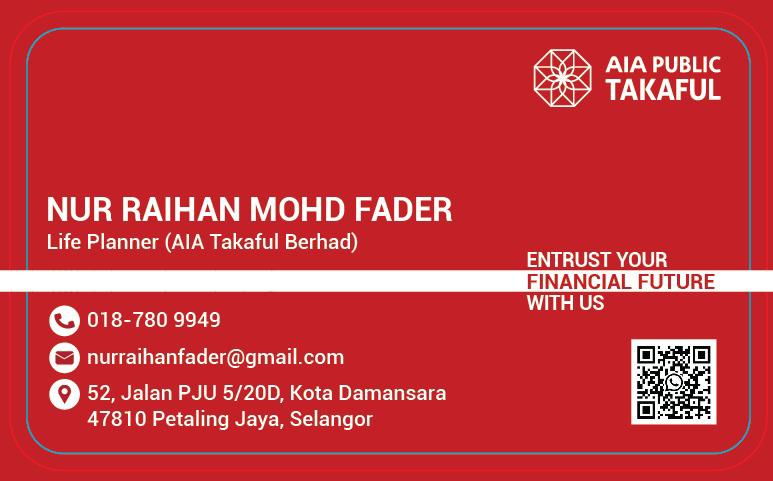 AIA PUBLIC
TAKAFUL
NUR RAIHAN MOHD FADER
Life Planner (AIA Takaful Berhad)
ENTRUST YOUR
FINANCIAL FUTURE
WITH US
018-780 9949
nurraihanfader@gmail.com
52, Jalan PJU 5/20D, Kota Damansara
47810 Petaling Jaya, Selangor